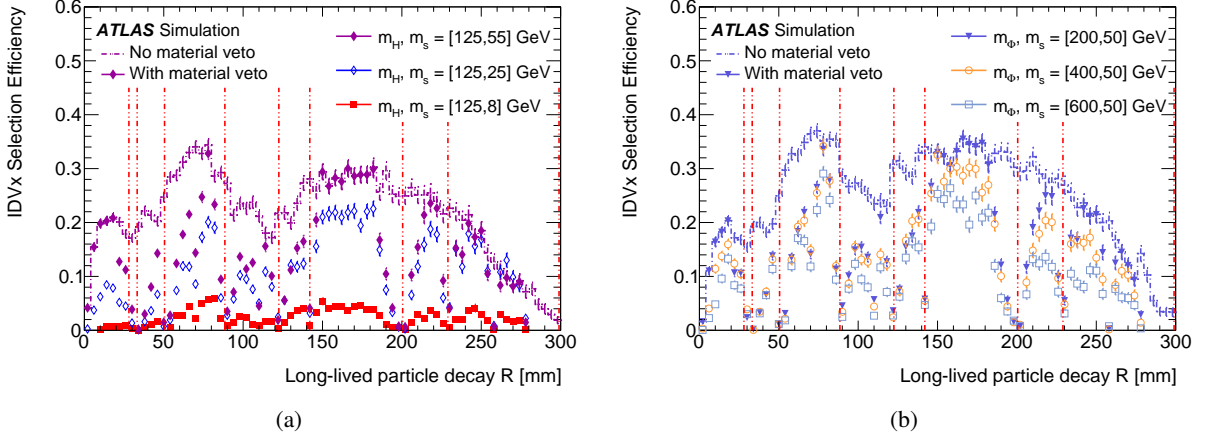 ATLAS Simulation
No material veto
With material veto
m_H, m_s = [125,55] GeV
m_H, m_s = [125,25] GeV
m_H, m_s = [125,8] GeV
IDVx Selection Efficiency
0.6
0.5
0.4
0.3
0.2
0.1
0
0 50 100 150 200 250 300
Long-lived particle decay R [mm]
(a)
ATLAS Simulation
No material veto
With material veto
m_Φ, m_s = [200,50] GeV
m_Φ, m_s = [400,50] GeV
m_Φ, m_s = [600,50] GeV
IDVx Selection Efficiency
0.6
0.5
0.4
0.3
0.2
0.1
0
0 50 100 150 200 250 300
Long-lived particle decay R [mm]
(b)